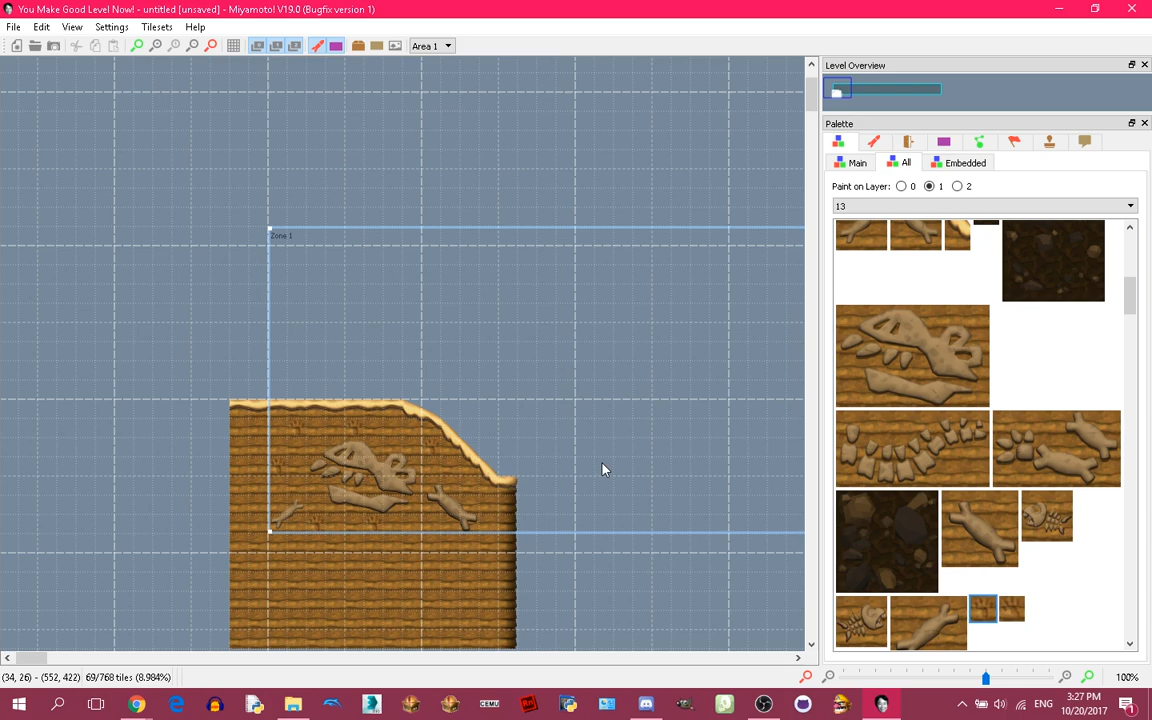 You Make Good Level Now! - untitled [unsaved] - Miyamoto! V19.0 (Bugfix version 1)
File Edit View Settings Tilesets Help
Area 1
Level Overview
Palette
Main All Embedded
Paint on Layer: 0 1 2
13
Zone 1
(34, 26) - (552, 422) 69/768 tiles (8.984%)
100%
CEMU
ENG
3:27 PM
10/20/2017
1